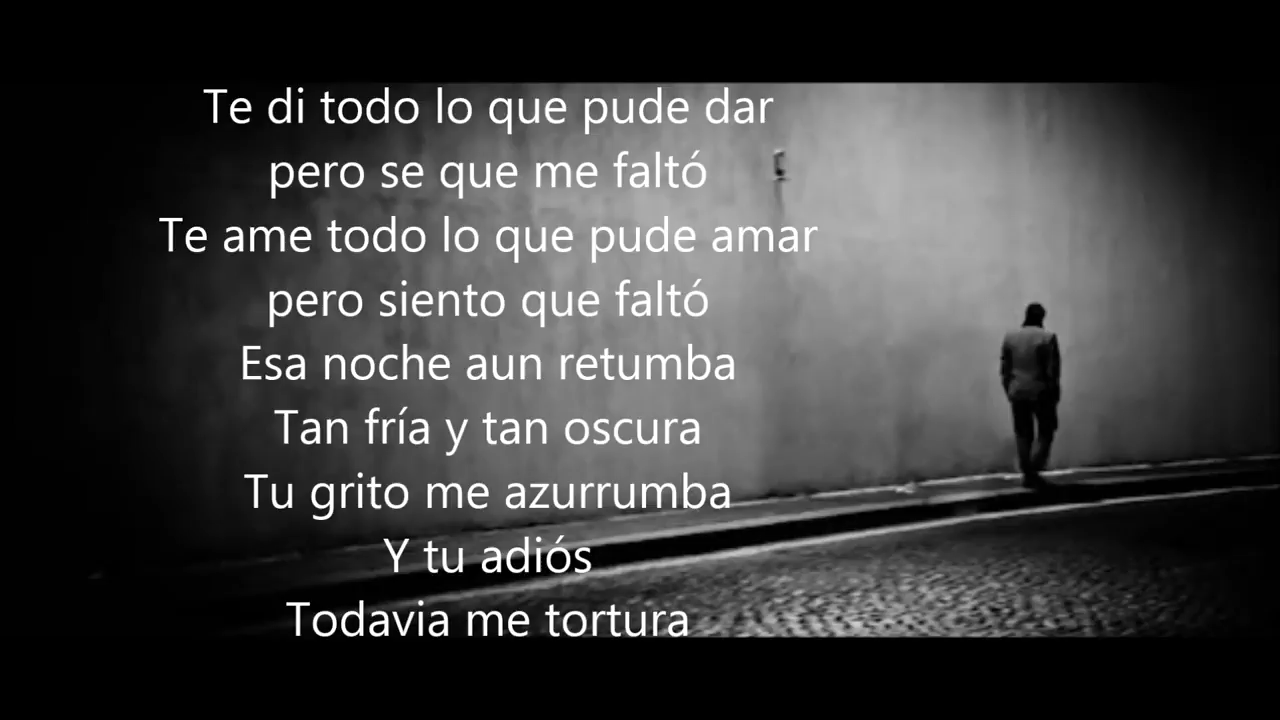 Te di todo lo que pude dar
pero se que me faltó
Te ame todo lo que pude amar
pero siento que faltó
Esa noche aun retumba
Tan fría y tan oscura
Tu grito me azurrumba
Y tu adiós
Todavia me tortura